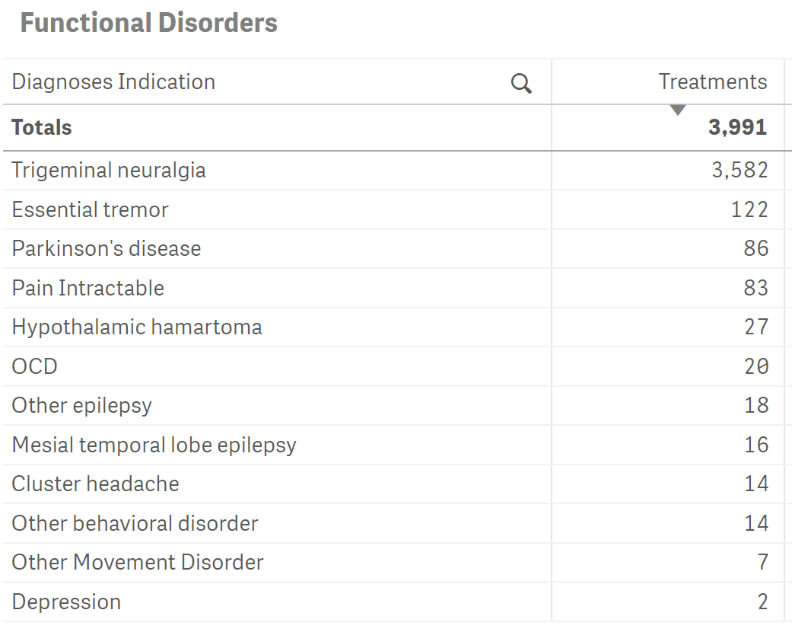 Functional Disorders
Diagnoses Indication Treatments
Totals 3,991
Trigeminal neuralgia 3,582
Essential tremor 122
Parkinson's disease 86
Pain Intractable 83
Hypothalamic hamartoma 27
OCD 20
Other epilepsy 18
Mesial temporal lobe epilepsy 16
Cluster headache 14
Other behavioral disorder 14
Other Movement Disorder 7
Depression 2